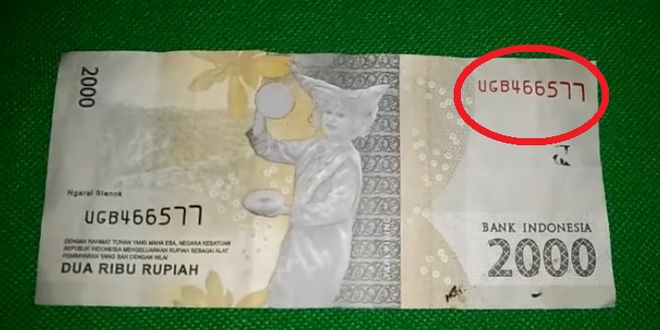 2000
UGB466577
Ngarai Sianok
UGB466577
DENGAN RAHMAT TUHAN YANG MAHA ESA, NEGARA KESATUAN
REPUBLIK INDONESIA MENGELUARKAN RUPIAH SEBAGAI ALAT
PEMBAYARAN YANG SAH DENGAN NILAI
DUA RIBU RUPIAH
BANK INDONESIA
2000